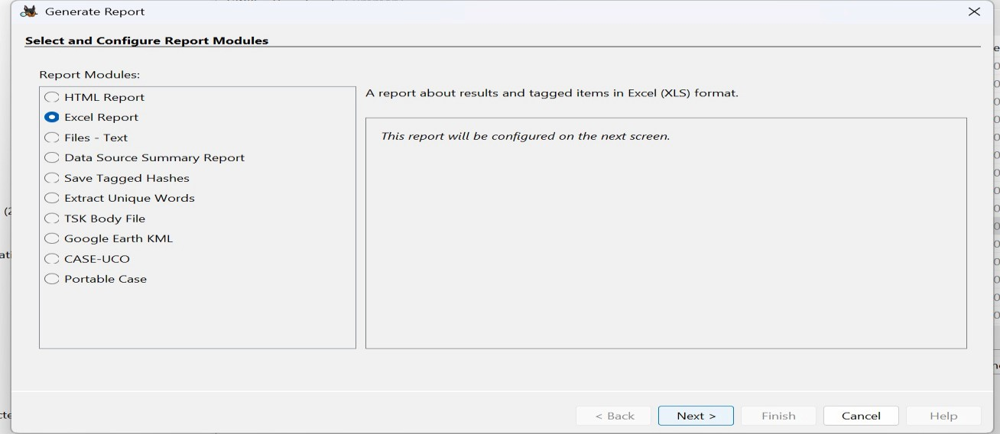 Generate Report
Select and Configure Report Modules
Report Modules:
HTML Report
Excel Report
Files - Text
Data Source Summary Report
Save Tagged Hashes
Extract Unique Words
TSK Body File
Google Earth KML
CASE-UCO
Portable Case
A report about results and tagged items in Excel (XLS) format.
This report will be configured on the next screen.
< Back
Next >
Finish
Cancel
Help